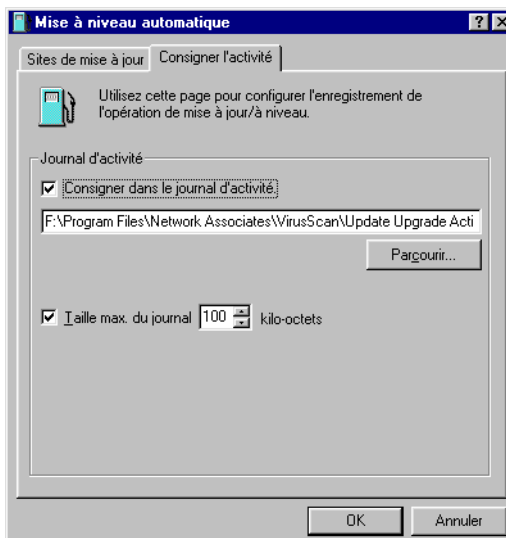 Mise à niveau automatique
Sites de mise à jour
Consigner l'activité
Utilisez cette page pour configurer l'enregistrement de
l'opération de mise à jour/à niveau.
Journal d'activité
Consigner dans le journal d'activité.
F:\Program Files\Network Associates\VirusScan\Update Upgrade Acti
Parcourir...
Taille max. du journal 100 kilo-octets
OK
Annuler